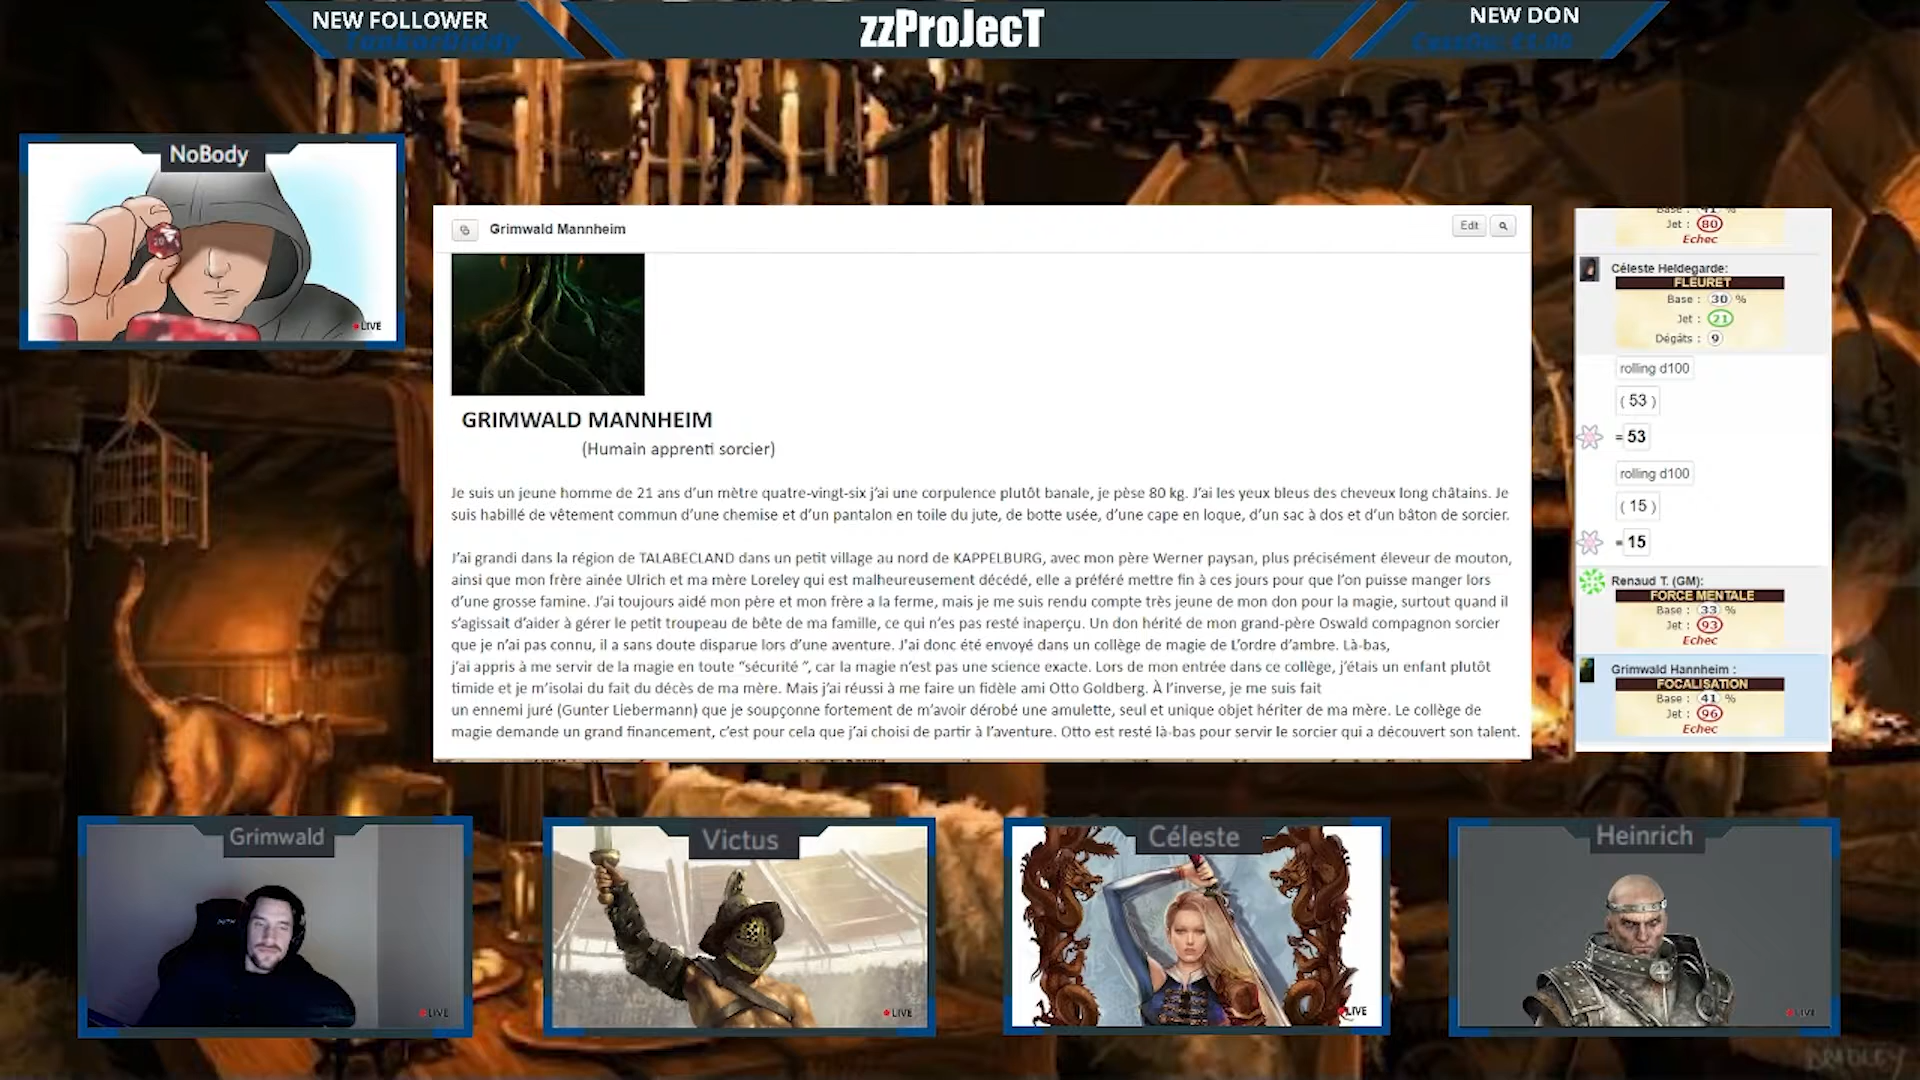 NEW FOLLOWER
TankorDiddy
zzProJecT
NEW DON
NoBody
LIVE
Grimwald Mannheim
Edit
GRIMWALD MANNHEIM
(Humain apprenti sorcier)
Je suis un jeune homme de 21 ans d’un mètre quatre-vingt-six j’ai une corpulence plutôt banale, je pèse 80 kg. J’ai les yeux bleus des cheveux long châtains. Je
suis habillé de vêtement commun d’une chemise et d’un pantalon en toile du jute, de botte usée, d’une cape en loque, d’un sac à dos et d’un bâton de sorcier.
J’ai grandi dans la région de TALABECLAND dans un petit village au nord de KAPPELBURG, avec mon père Werner paysan, plus précisément éleveur de mouton,
ainsi que mon frère ainée Ulrich et ma mère Loreley qui est malheureusement décédé, elle a préféré mettre fin à ces jours pour que l’on puisse manger lors
d’une grosse famine. J’ai toujours aidé mon père et mon frère a la ferme, mais je me suis rendu compte très jeune de mon don pour la magie, surtout quand il
s’agissait d’aider à gérer le petit troupeau de bête de ma famille, ce qui n’es pas resté inaperçu. Un don hérité de mon grand-père Oswald compagnon sorcier
que je n’ai pas connu, il a sans doute disparue lors d’une aventure. J’ai donc été envoyé dans un collège de magie de L’ordre d’ambre. Là-bas,
j’ai appris à me servir de la magie en toute “sécurité ”, car la magie n’est pas une science exacte. Lors de mon entrée dans ce collège, j’étais un enfant plutôt
timide et je m’isolai du fait du décès de ma mère. Mais j’ai réussi à me faire un fidèle ami Otto Goldberg. À l’inverse, je me suis fait
un ennemi juré (Gunter Liebermann) que je soupçonne fortement de m’avoir dérobé une amulette, seul et unique objet hériter de ma mère. Le collège de
magie demande un grand financement, c’est pour cela que j’ai choisi de partir à l’aventure. Otto est resté là-bas pour servir le sorcier qui a découvert son talent.
Base : 41 %
Jet : 80
Echec
Céleste Heldegarde:
FLEURET
Base : 30 %
Jet : 21
Dégâts : 9
rolling d100
( 53 )
= 53
rolling d100
( 15 )
= 15
Renaud T. (GM):
FORCE MENTALE
Base : 33 %
Jet : 93
Echec
Grimwald Hannheim :
FOCALISATION
Base : 41 %
Jet : 96
Echec
Grimwald
LIVE
Victus
LIVE
Céleste
LIVE
Heinrich
LIVE